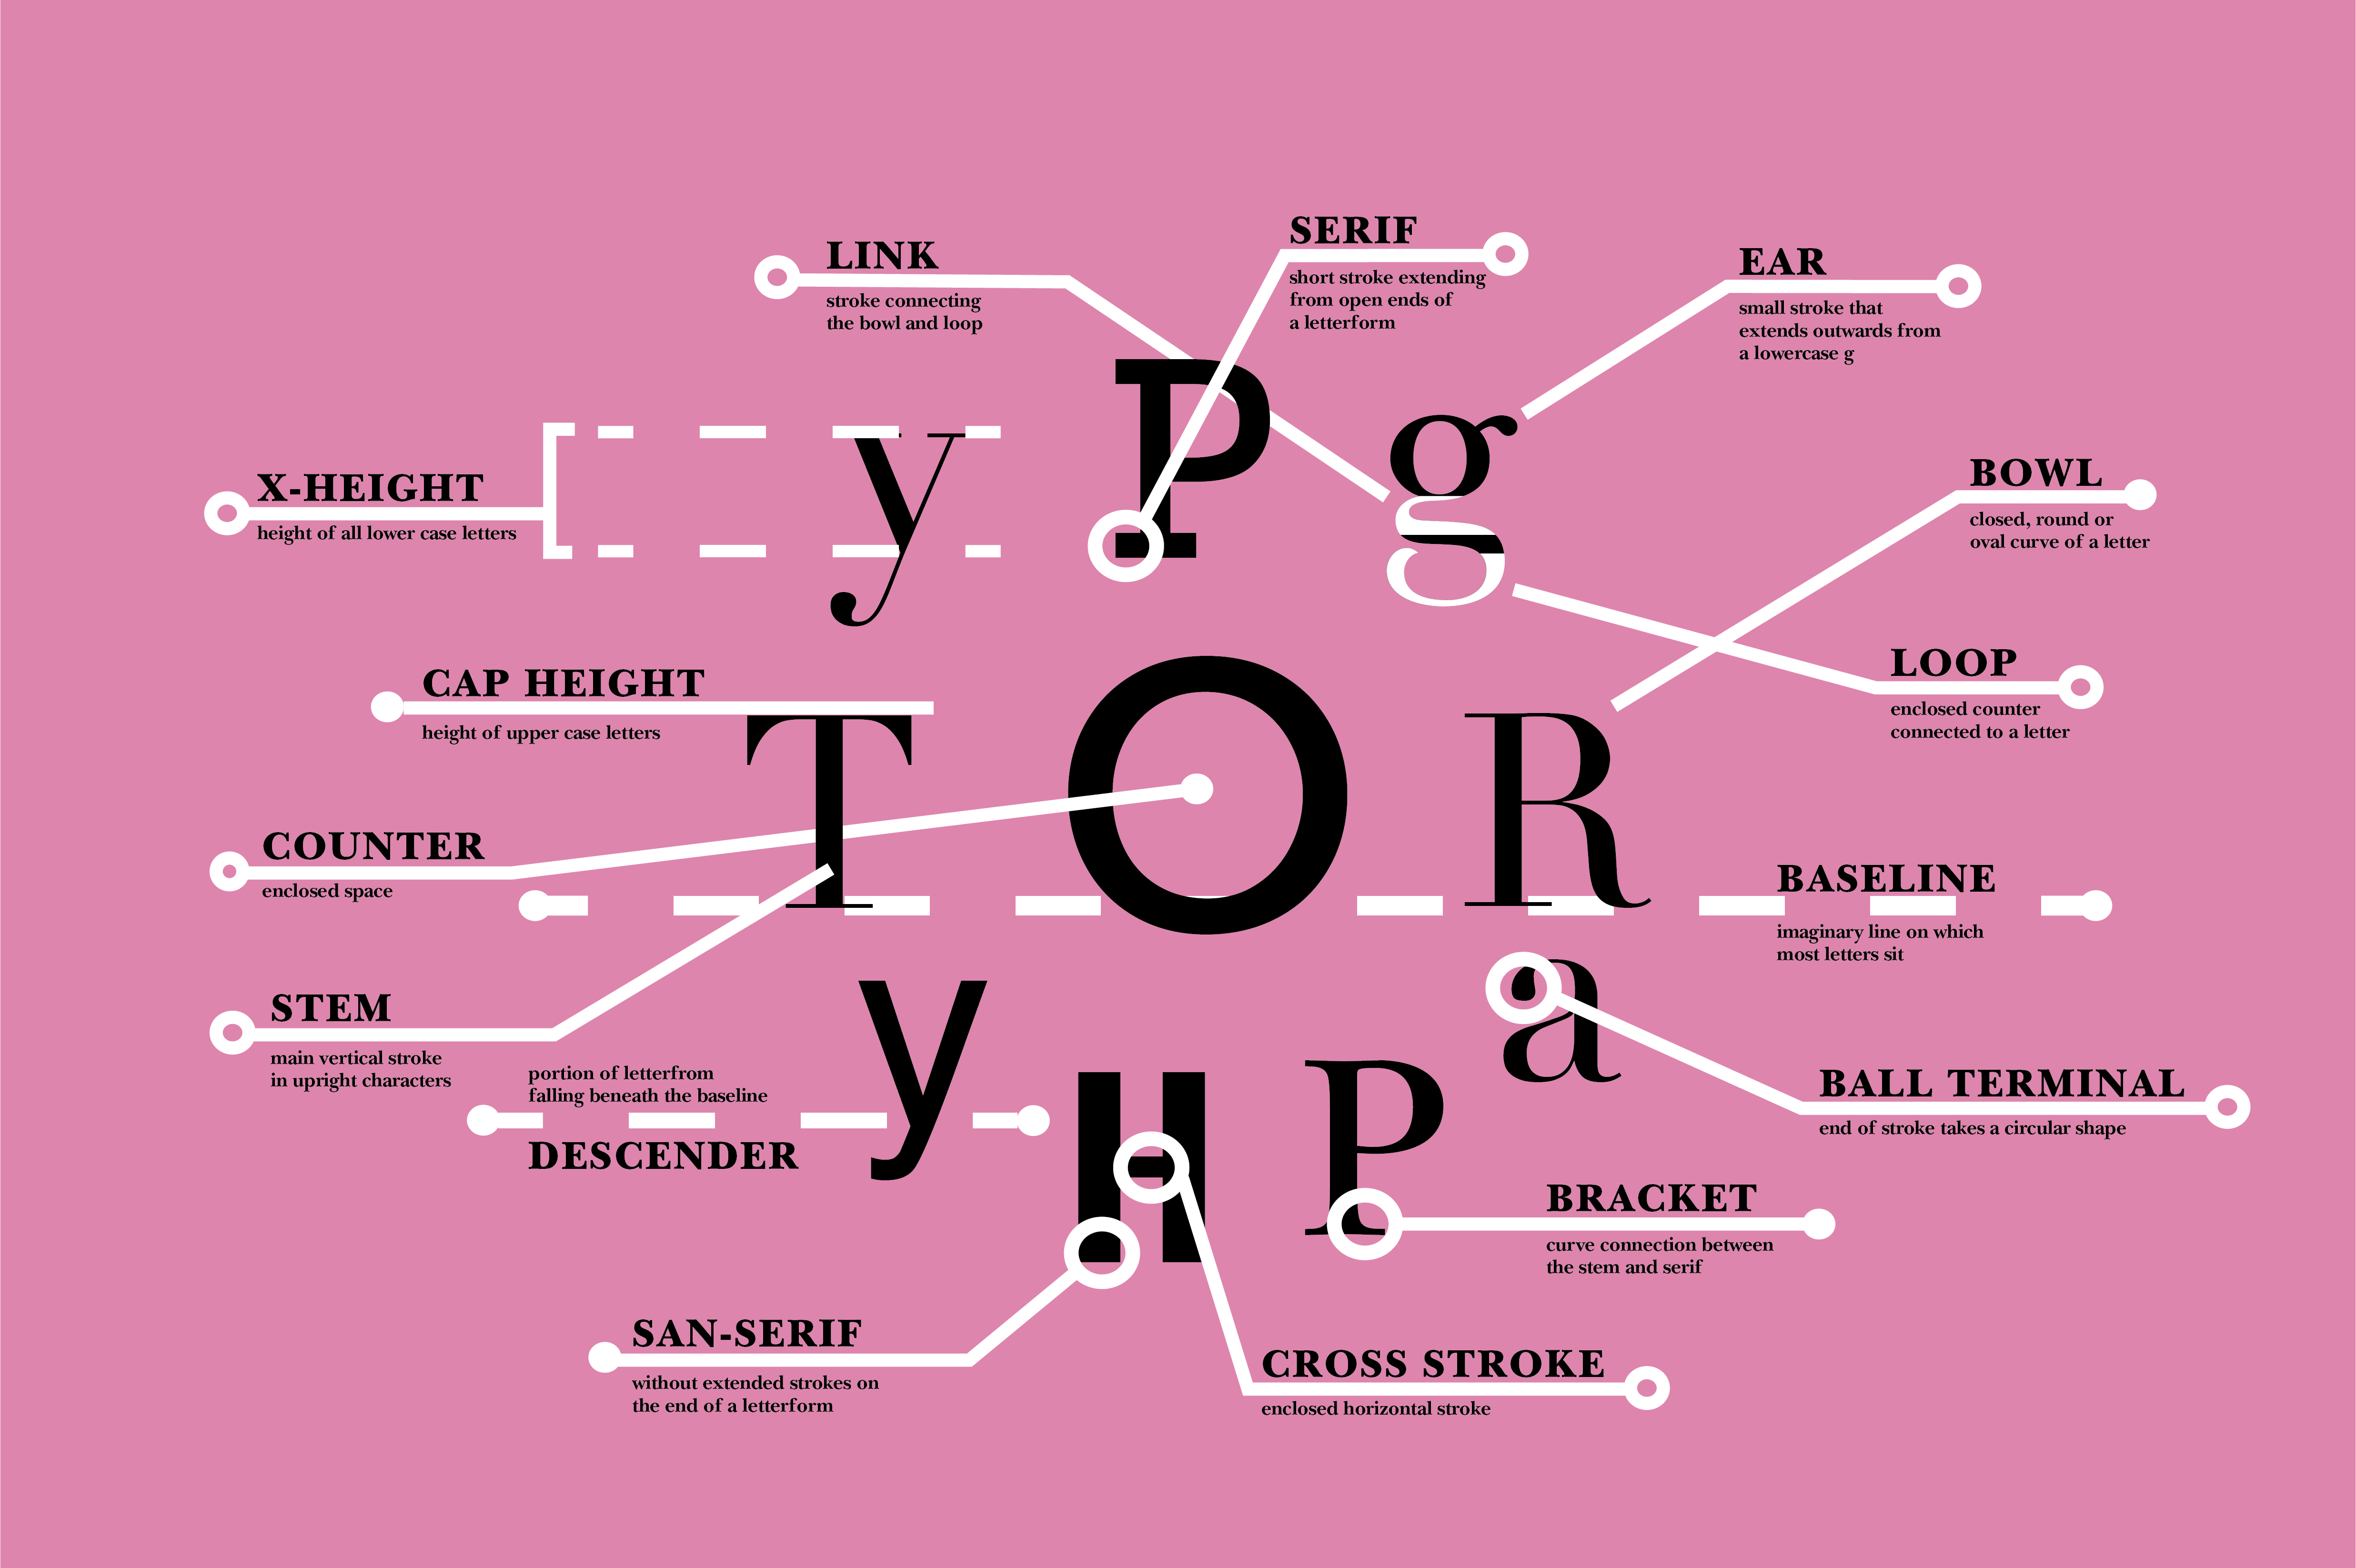 LINK
stroke connecting
the bowl and loop
SERIF
short stroke extending
from open ends of
a letterform
EAR
small stroke that
extends outwards from
a lowercase g
X-HEIGHT
height of all lower case letters
y P g
BOWL
closed, round or
oval curve of a letter
CAP HEIGHT
height of upper case letters
LOOP
enclosed counter
connected to a letter
T O R
COUNTER
enclosed space
BASELINE
imaginary line on which
most letters sit
STEM
main vertical stroke
in upright characters
portion of letterfrom
falling beneath the baseline
DESCENDER
y H P a
BALL TERMINAL
end of stroke takes a circular shape
BRACKET
curve connection between
the stem and serif
SAN-SERIF
without extended strokes on
the end of a letterform
CROSS STROKE
enclosed horizontal stroke